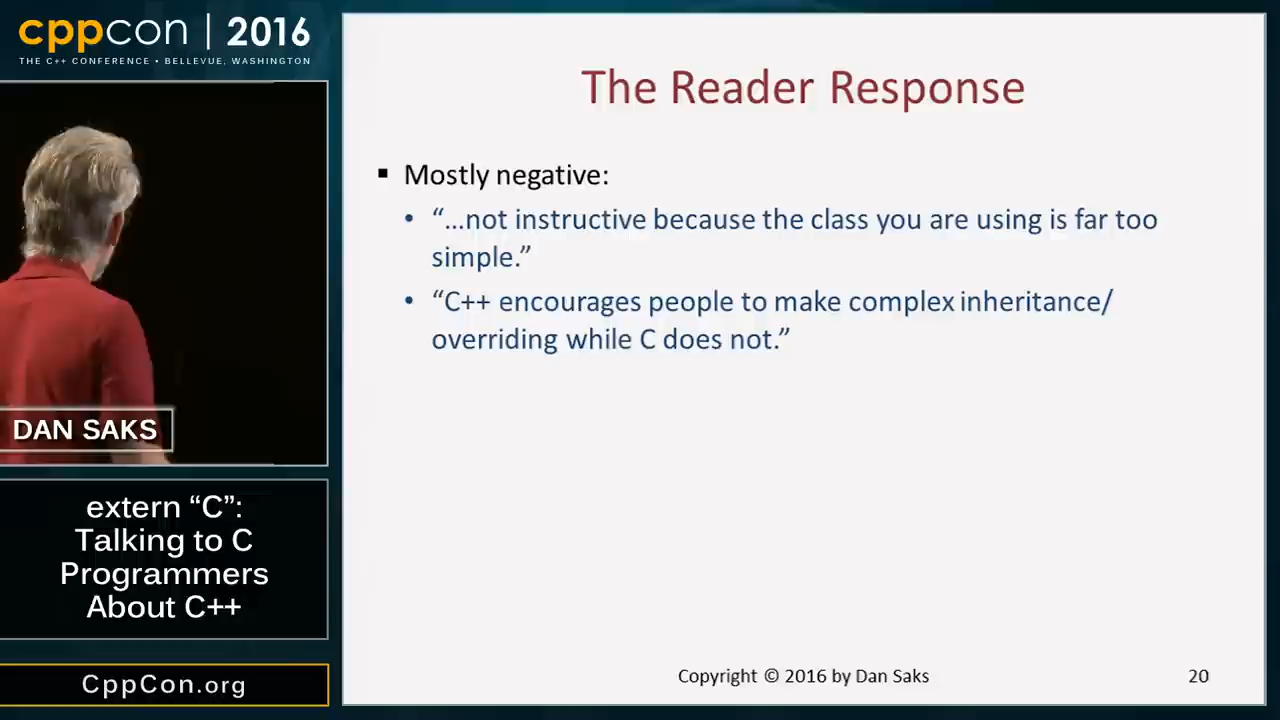 cppcon | 2016
THE C++ CONFERENCE • BELLEVUE, WASHINGTON
DAN SAKS
extern “C”:
Talking to C
Programmers
About C++
CppCon.org
The Reader Response
▪ Mostly negative:
• “…not instructive because the class you are using is far too
simple.”
• “C++ encourages people to make complex inheritance/
overriding while C does not.”
Copyright © 2016 by Dan Saks
20